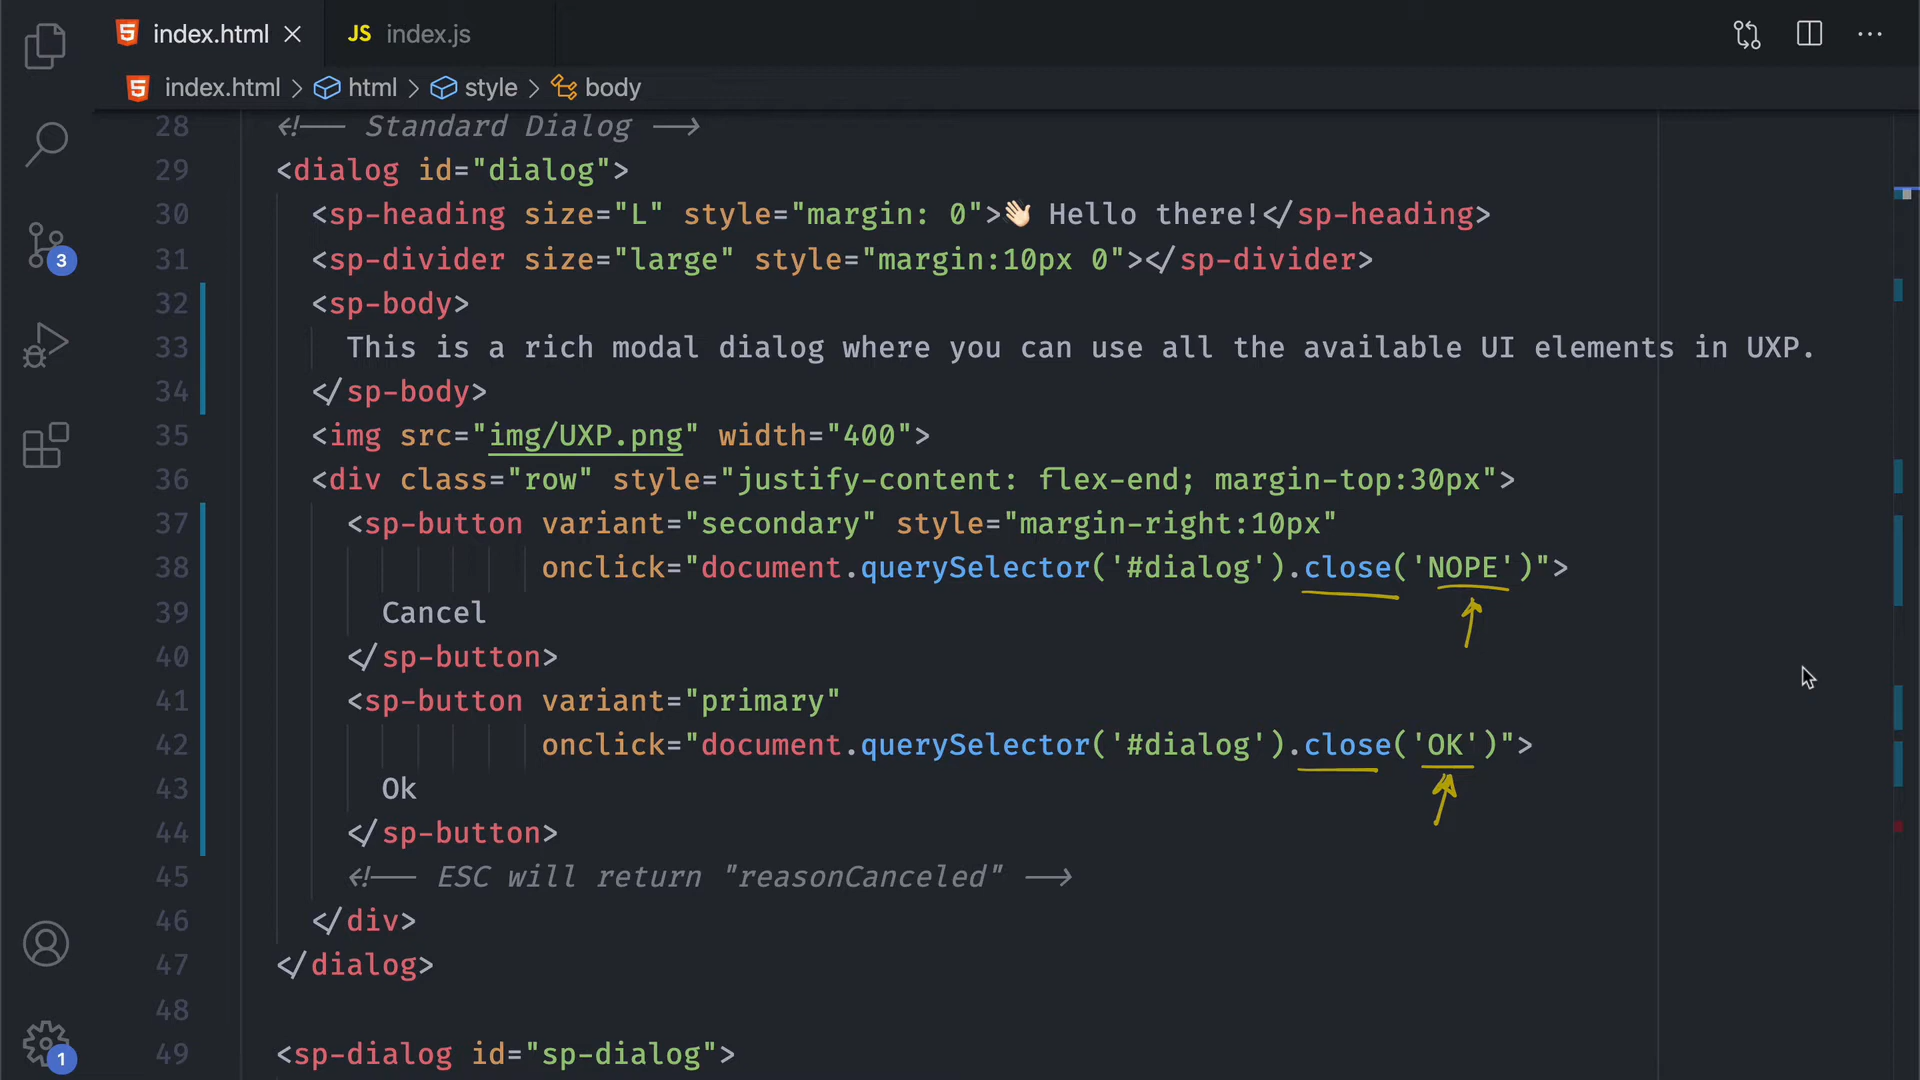 index.html
JS index.js
index.html > html > style > body
28 <!-- Standard Dialog -->
29 <dialog id="dialog">
30 <sp-heading size="L" style="margin: 0">👋🏻 Hello there!</sp-heading>
31 <sp-divider size="large" style="margin:10px 0"></sp-divider>
32 <sp-body>
33 This is a rich modal dialog where you can use all the available UI elements in UXP.
34 </sp-body>
35 <img src="img/UXP.png" width="400">
36 <div class="row" style="justify-content: flex-end; margin-top:30px">
37 <sp-button variant="secondary" style="margin-right:10px"
38 onclick="document.querySelector('#dialog').close('NOPE')">
39 Cancel
40 </sp-button>
41 <sp-button variant="primary"
42 onclick="document.querySelector('#dialog').close('OK')">
43 Ok
44 </sp-button>
45 <!-- ESC will return "reasonCanceled" -->
46 </div>
47 </dialog>
48
49 <sp-dialog id="sp-dialog">
3
1